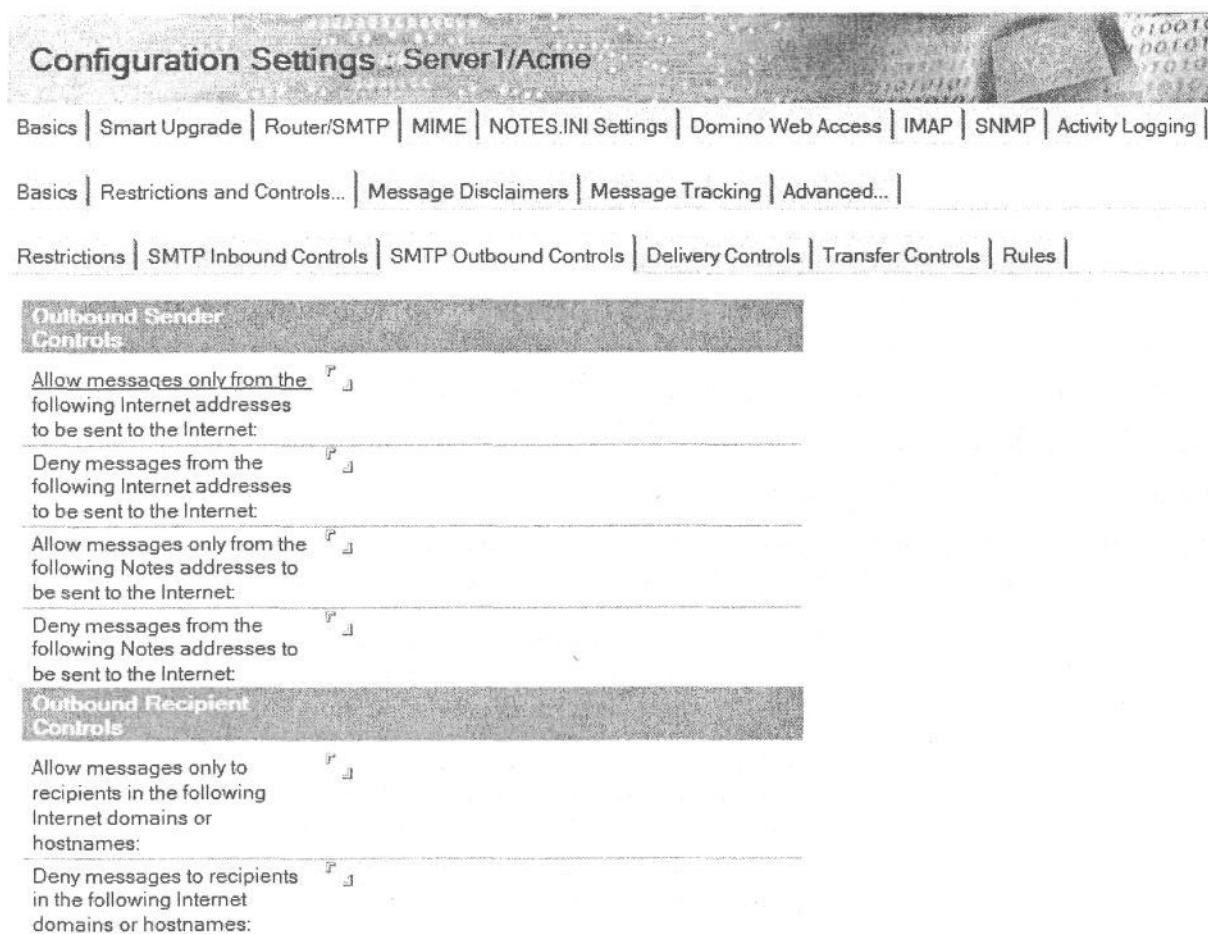 Configuration Settings : Server1/Acme
Basics | Smart Upgrade | Router/SMTP | MIME | NOTES.INI Settings | Domino Web Access | IMAP | SNMP | Activity Logging |
Basics | Restrictions and Controls... | Message Disclaimers | Message Tracking | Advanced... |
Restrictions | SMTP Inbound Controls | SMTP Outbound Controls | Delivery Controls | Transfer Controls | Rules |
Outbound Sender
Controls
Allow messages only from the
following Internet addresses
to be sent to the Internet:
Deny messages from the
following Internet addresses
to be sent to the Internet:
Allow messages only from the
following Notes addresses to
be sent to the Internet:
Deny messages from the
following Notes addresses to
be sent to the Internet:
Outbound Recipient
Controls
Allow messages only to
recipients in the following
Internet domains or
hostnames:
Deny messages to recipients
in the following Internet
domains or hostnames: